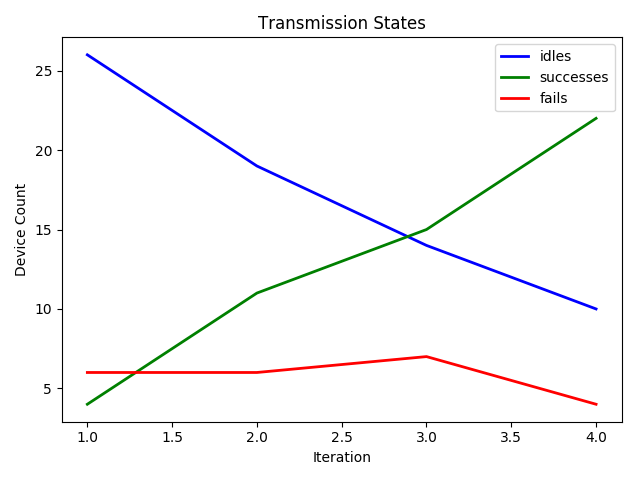 Transmission States
idles
successes
fails
Device Count
25
20
15
10
5
1.0 1.5 2.0 2.5 3.0 3.5 4.0
Iteration